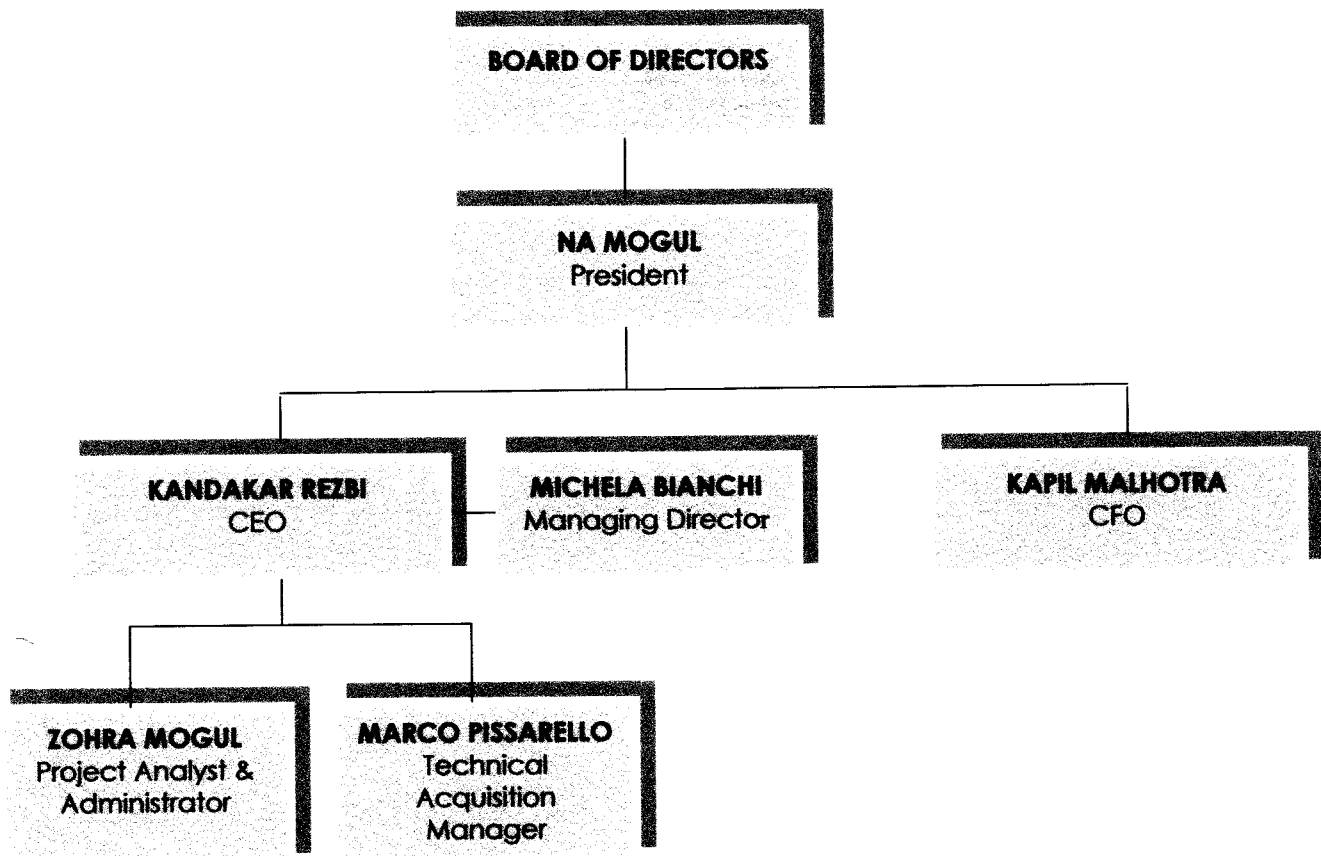 BOARD OF DIRECTORS
NA MOGUL
President
KANDAKAR REZBI
CEO
MICHELA BIANCHI
Managing Director
KAPIL MALHOTRA
CFO
ZOHRA MOGUL
Project Analyst &
Administrator
MARCO PISSARELLO
Technical
Acquisition
Manager